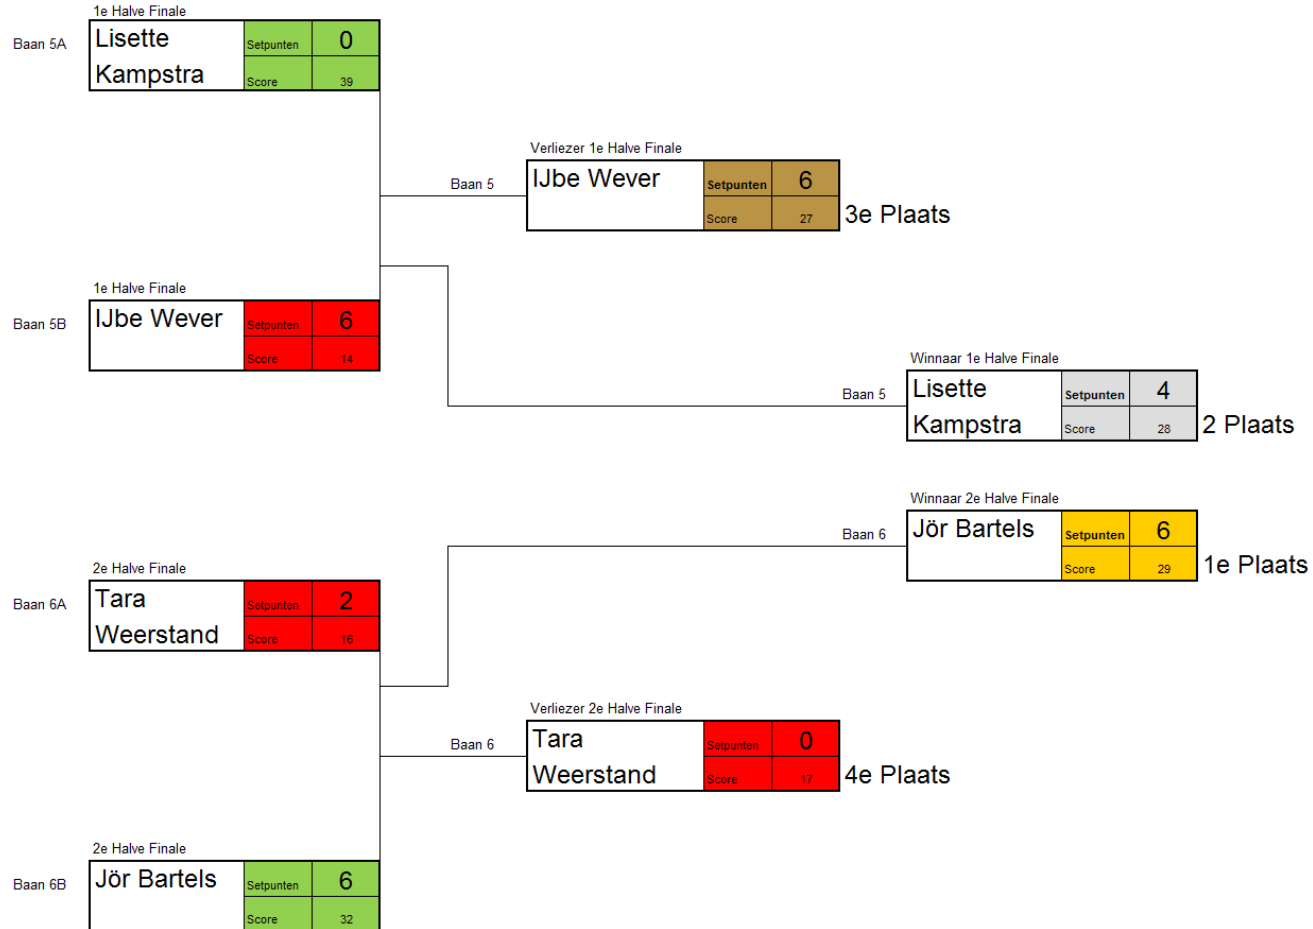 1e Halve Finale
Baan 5A
Lisette
Kampstra
Setpunten 0
Score 39
Verliezer 1e Halve Finale
Baan 5
IJbe Wever
Setpunten 6
Score 27
3e Plaats
1e Halve Finale
Baan 5B
IJbe Wever
Setpunten 6
Score 14
Winnaar 1e Halve Finale
Baan 5
Lisette
Kampstra
Setpunten 4
Score 28
2 Plaats
Winnaar 2e Halve Finale
Baan 6
Jör Bartels
Setpunten 6
Score 29
1e Plaats
2e Halve Finale
Baan 6A
Tara
Weerstand
Setpunten 2
Score 16
Verliezer 2e Halve Finale
Baan 6
Tara
Weerstand
Setpunten 0
Score 17
4e Plaats
2e Halve Finale
Baan 6B
Jör Bartels
Setpunten 6
Score 32